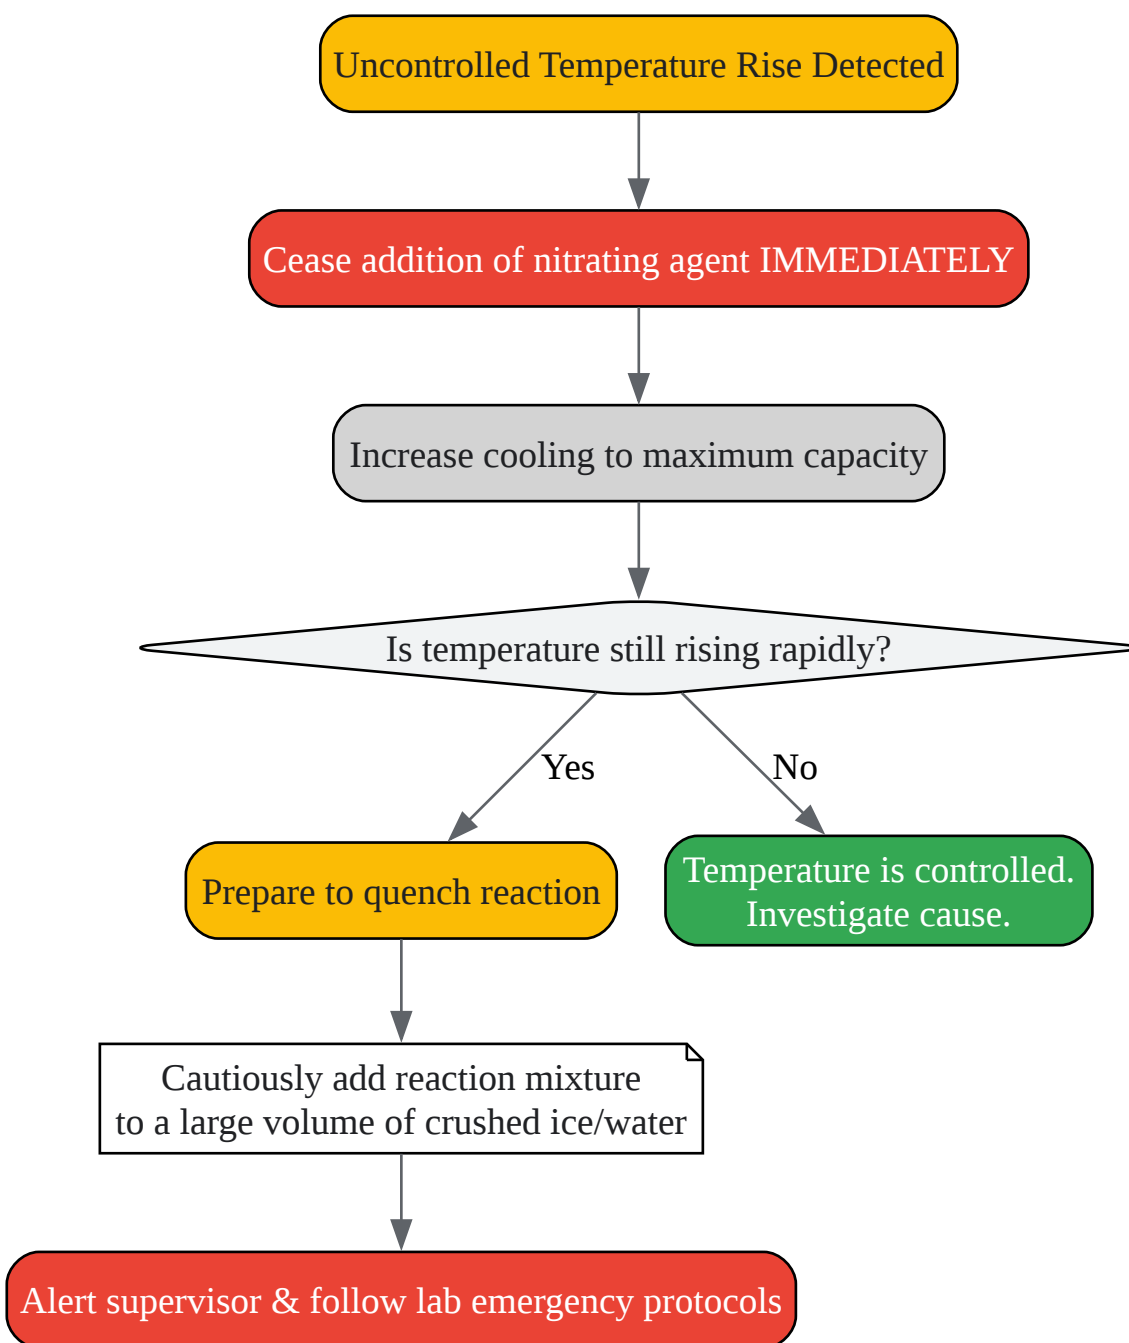 Uncontrolled Temperature Rise Detected
Cease addition of nitrating agent IMMEDIATELY
Increase cooling to maximum capacity
Is temperature still rising rapidly?
Yes
No
Prepare to quench reaction
Temperature is controlled.
Investigate cause.
Cautiously add reaction mixture
to a large volume of crushed ice/water
Alert supervisor & follow lab emergency protocols